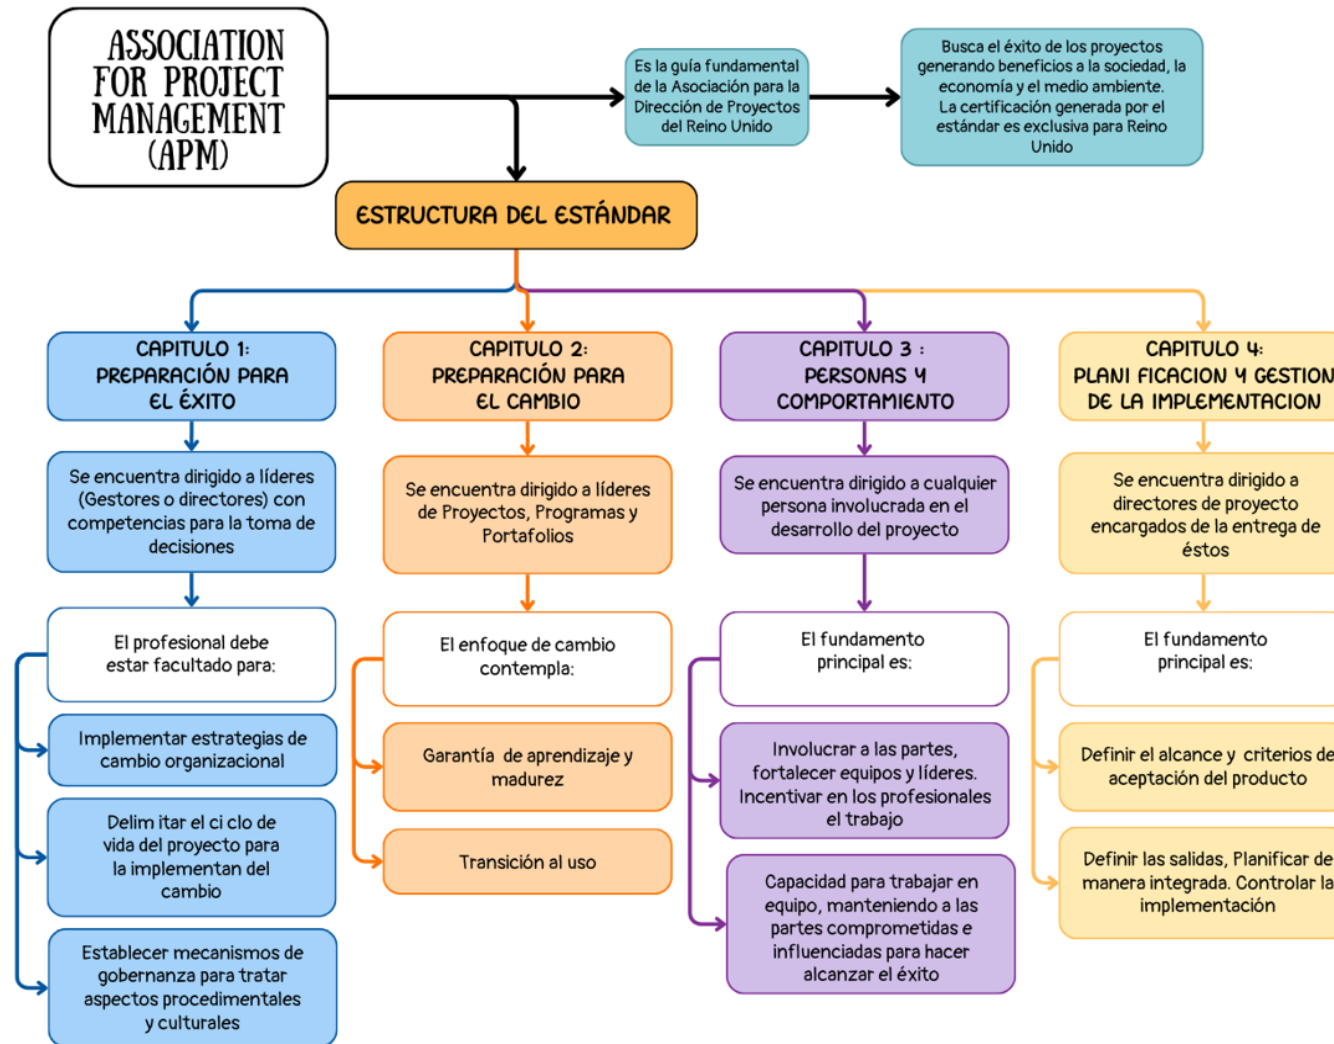 ASSOCIATION
FOR PROJECT
MANAGEMENT
(APM)
Es la guía fundamental
de la Asociación para la
Dirección de Proyectos
del Reino Unido
Busca el éxito de los proyectos
generando beneficios a la sociedad, la
economía y el medio ambiente.
La certificación generada por el
estándar es exclusiva para Reino
Unido
ESTRUCTURA DEL ESTÁNDAR
CAPITULO 1:
PREPARACIÓN PARA
EL ÉXITO
Se encuentra dirigido a líderes
(Gestores o directores) con
competencias para la toma de
decisiones
El profesional debe
estar facultado para:
Implementar estrategias de
cambio organizacional
Delim itar el ci clo de
vida del proyecto para
la implementan del
cambio
Establecer mecanismos de
gobernanza para tratar
aspectos procedimentales
y culturales
CAPITULO 2:
PREPARACIÓN PARA
EL CAMBIO
Se encuentra dirigido a líderes
de Proyectos, Programas y
Portafolios
El enfoque de cambio
contempla:
Garantía de aprendizaje y
madurez
Transición al uso
CAPITULO 3 :
PERSONAS Y
COMPORTAMIENTO
Se encuentra dirigido a cualquier
persona involucrada en el
desarrollo del proyecto
El fundamento
principal es:
Involucrar a las partes,
fortalecer equipos y líderes.
Incentivar en los profesionales
el trabajo
Capacidad para trabajar en
equipo, manteniendo a las
partes comprometidas e
influenciadas para hacer
alcanzar el éxito
CAPITULO 4:
PLANI FICACION Y GESTION
DE LA IMPLEMENTACION
Se encuentra dirigido a
directores de proyecto
encargados de la entrega de
éstos
El fundamento
principal es:
Definir el alcance y criterios de
aceptación del producto
Definir las salidas, Planificar de
manera integrada. Controlar la
implementación